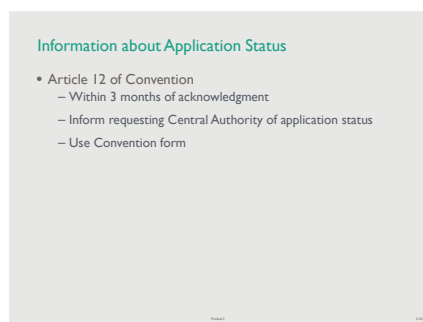 Information about Application Status
• Article 12 of Convention
– Within 3 months of acknowledgment
– Inform requesting Central Authority of application status
– Use Convention form